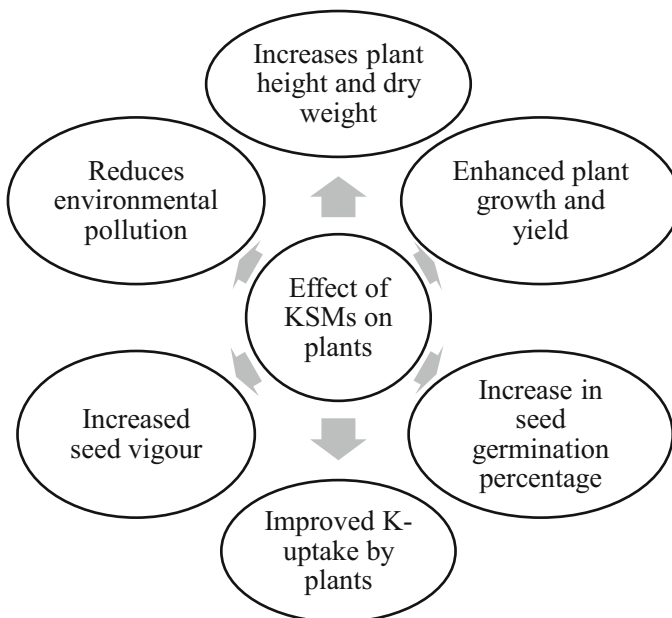 Increases plant
height and dry
weight
Reduces
environmental
pollution
Enhanced plant
growth and
yield
Effect of
KSMs on
plants
Increased
seed vigour
Increase in
seed
germination
percentage
Improved K-
uptake by
plants